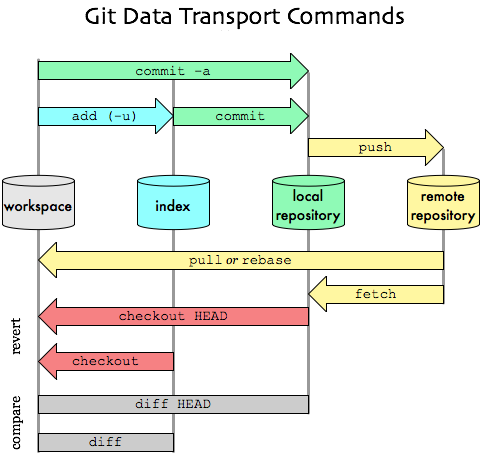 Git Data Transport Commands
commit -a
add (-u)
commit
push
workspace
index
local
repository
remote
repository
pull or rebase
fetch
revert
checkout HEAD
checkout
compare
diff HEAD
diff